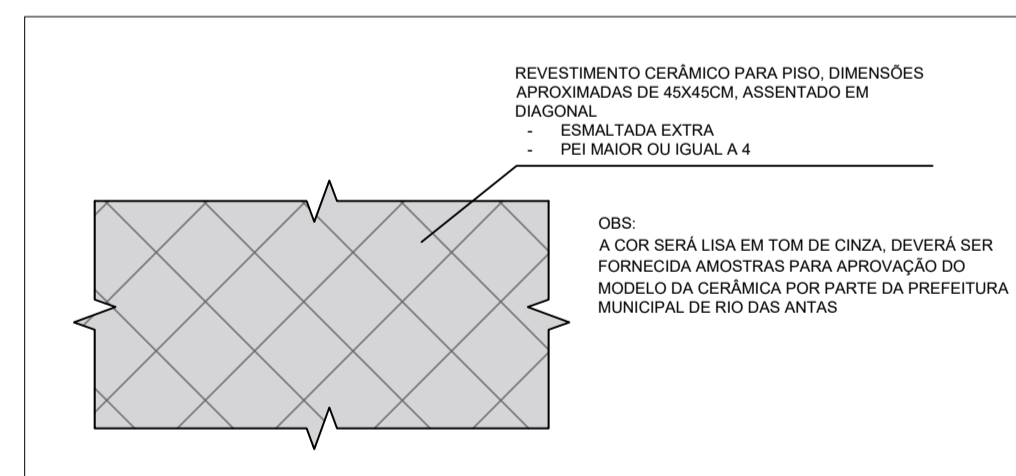 REVESTIMENTO CERÂMICO PARA PISO, DIMENSÕES
APROXIMADAS DE 45X45CM, ASSENTADO EM
DIAGONAL
- ESMALTADA EXTRA
- PEI MAIOR OU IGUAL A 4
OBS:
A COR SERÁ LISA EM TOM DE CINZA, DEVERÁ SER
FORNECIDA AMOSTRAS PARA APROVAÇÃO DO
MODELO DA CERÂMICA POR PARTE DA PREFEITURA
MUNICIPAL DE RIO DAS ANTAS